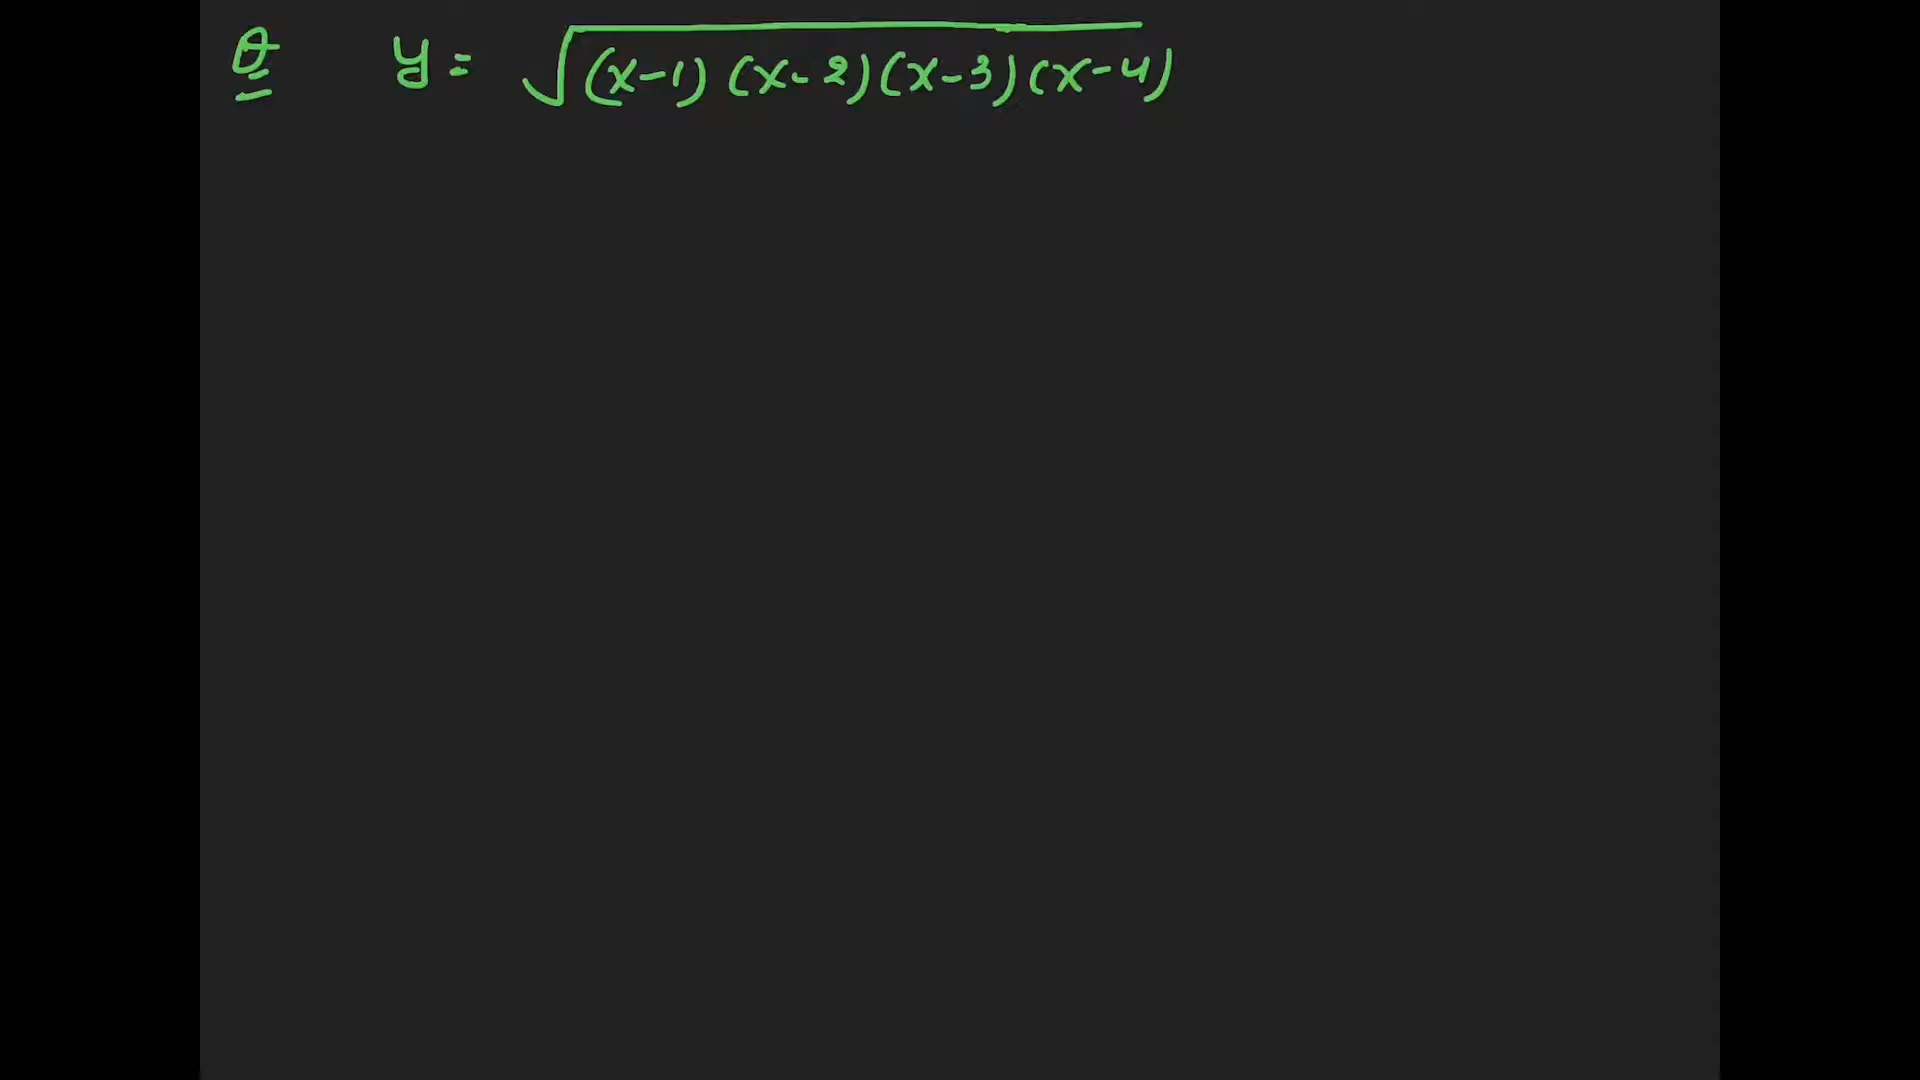 Q y = √(x-1)(x-2)(x-3)(x-4)